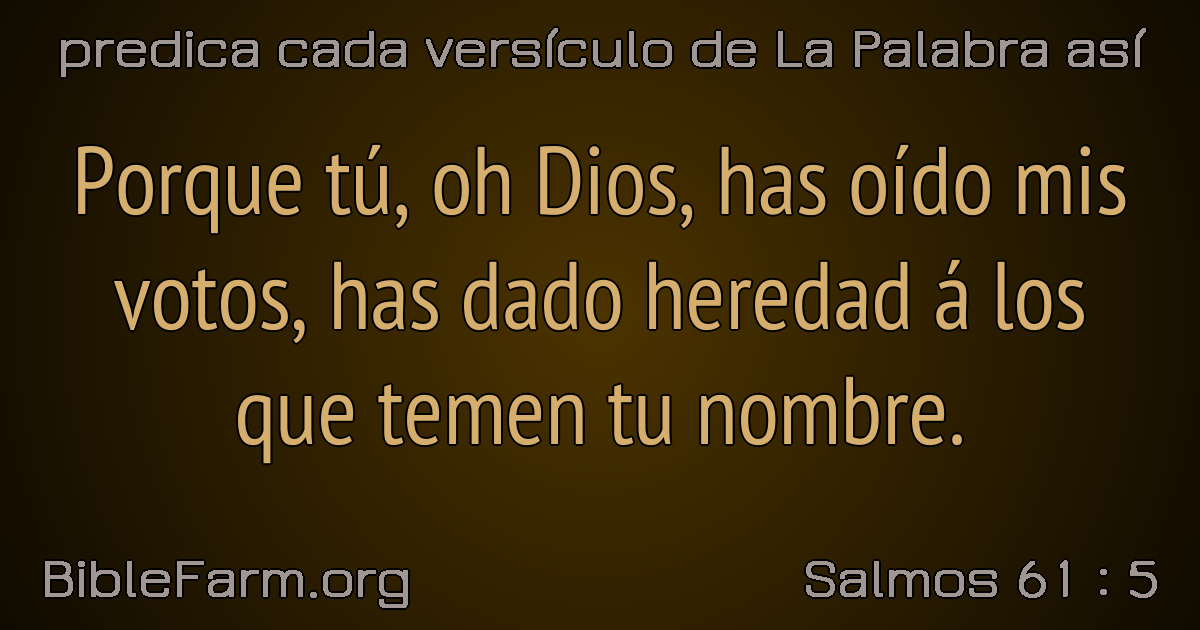 predica cada versículo de La Palabra así
Porque tú, oh Dios, has oído mis
votos, has dado heredad á los
que temen tu nombre.
BibleFarm.org
Salmos 61 : 5